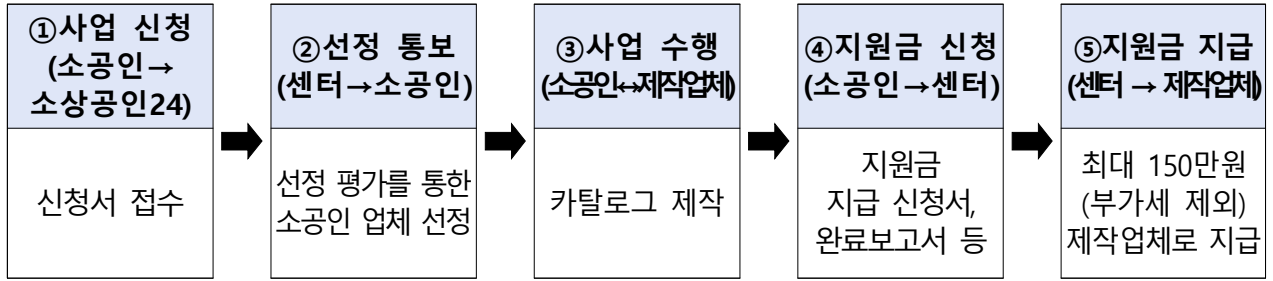 ①사업 신청
(소공인→
소상공인24)
신청서 접수
②선정 통보
(센터→소공인)
선정 평가를 통한
소공인 업체 선정
③사업 수행
(소공인↔제작업체)
카탈로그 제작
④지원금 신청
(소공인→센터)
지원금
지급 신청서,
완료보고서 등
⑤지원금 지급
(센터 → 제작업체)
최대 150만원
(부가세 제외)
제작업체로 지급